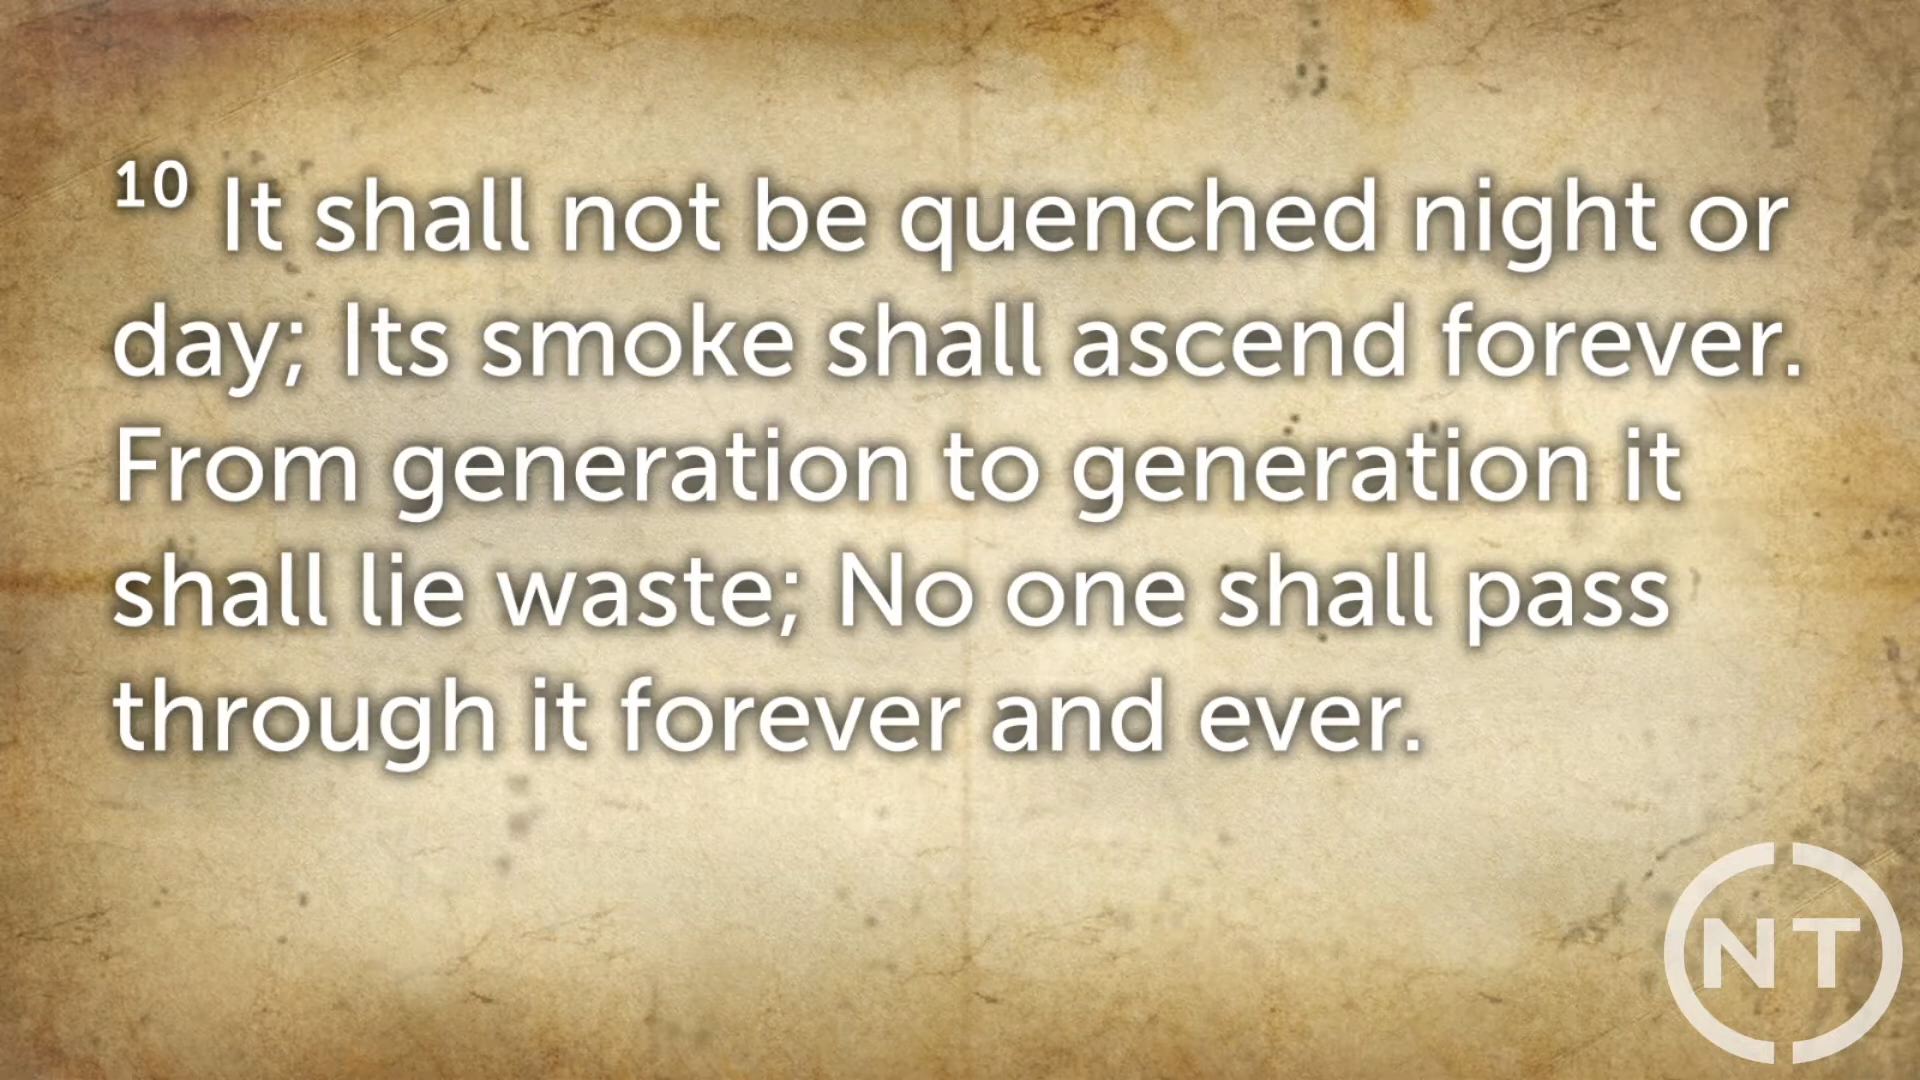 10 It shall not be quenched night or
day; Its smoke shall ascend forever.
From generation to generation it
shall lie waste; No one shall pass
through it forever and ever.
NT